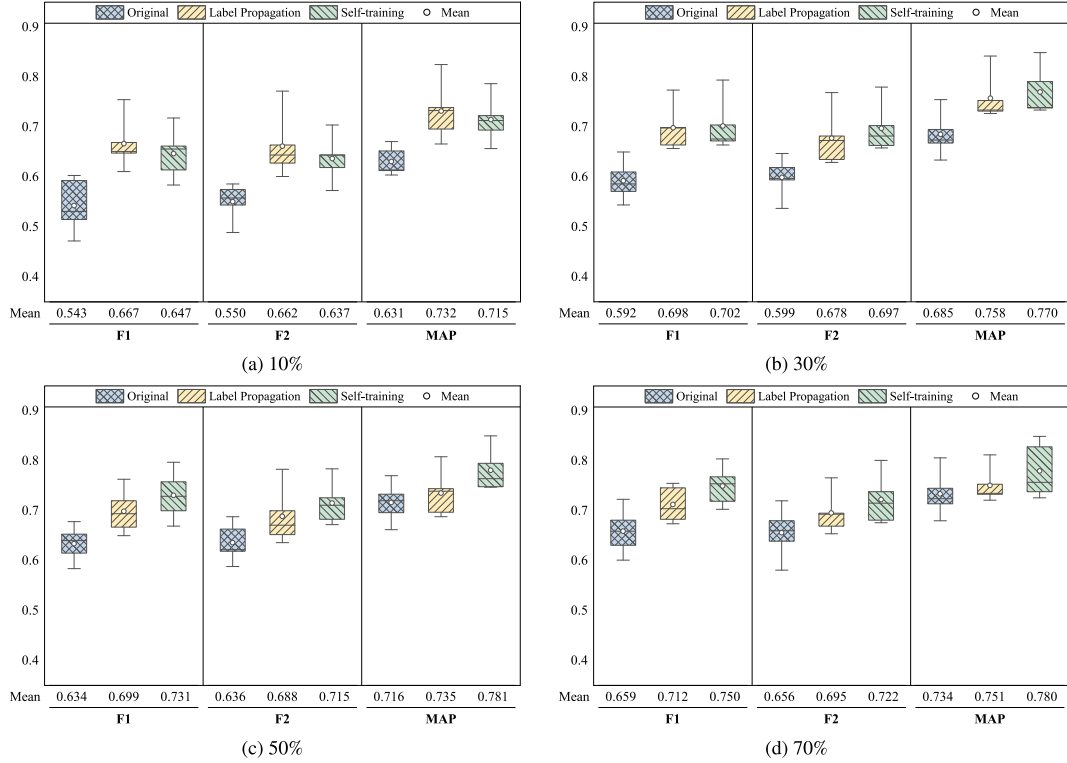 Original Label Propagation Self-training Mean
0.9
0.8
0.7
0.6
0.5
0.4
Mean 0.543 0.667 0.647 0.550 0.662 0.637 0.631 0.732 0.715
F1 F2 MAP
(a) 10%
Original Label Propagation Self-training Mean
0.9
0.8
0.7
0.6
0.5
0.4
Mean 0.592 0.698 0.702 0.599 0.678 0.697 0.685 0.758 0.770
F1 F2 MAP
(b) 30%
Original Label Propagation Self-training Mean
0.9
0.8
0.7
0.6
0.5
0.4
Mean 0.634 0.699 0.731 0.636 0.688 0.715 0.716 0.735 0.781
F1 F2 MAP
(c) 50%
Original Label Propagation Self-training Mean
0.9
0.8
0.7
0.6
0.5
0.4
Mean 0.659 0.712 0.750 0.656 0.695 0.722 0.734 0.751 0.780
F1 F2 MAP
(d) 70%